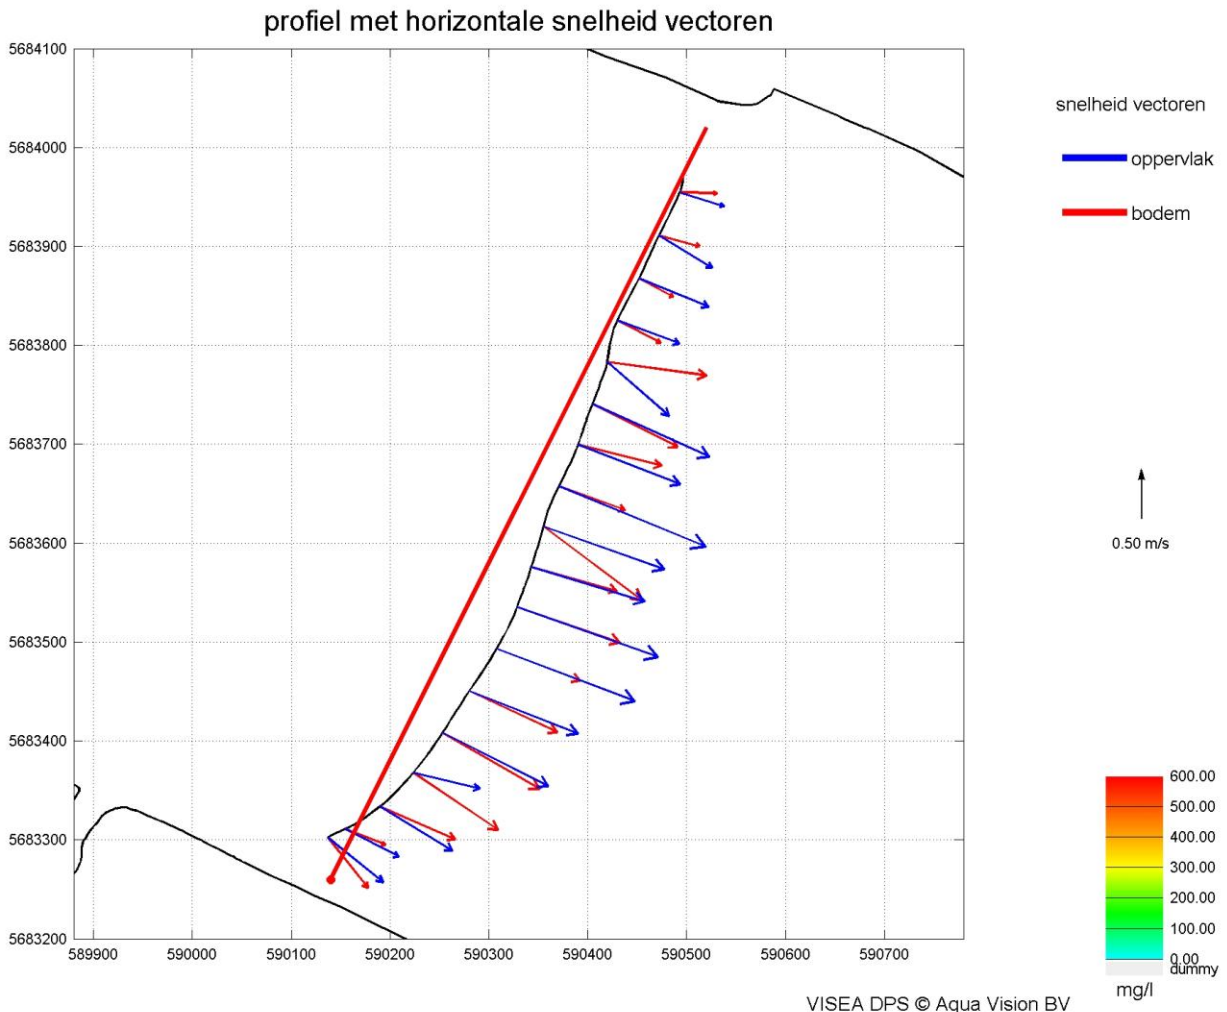 profiel met horizontale snelheid vectoren
5684100
5684000
5683900
5683800
5683700
5683600
5683500
5683400
5683300
5683200
589900 590000 590100 590200 590300 590400 590500 590600 590700
snelheid vectoren
oppervlak
bodem
0.50 m/s
600.00
500.00
400.00
300.00
200.00
100.00
0.00
dummy
mg/l
VISEA DPS © Aqua Vision BV